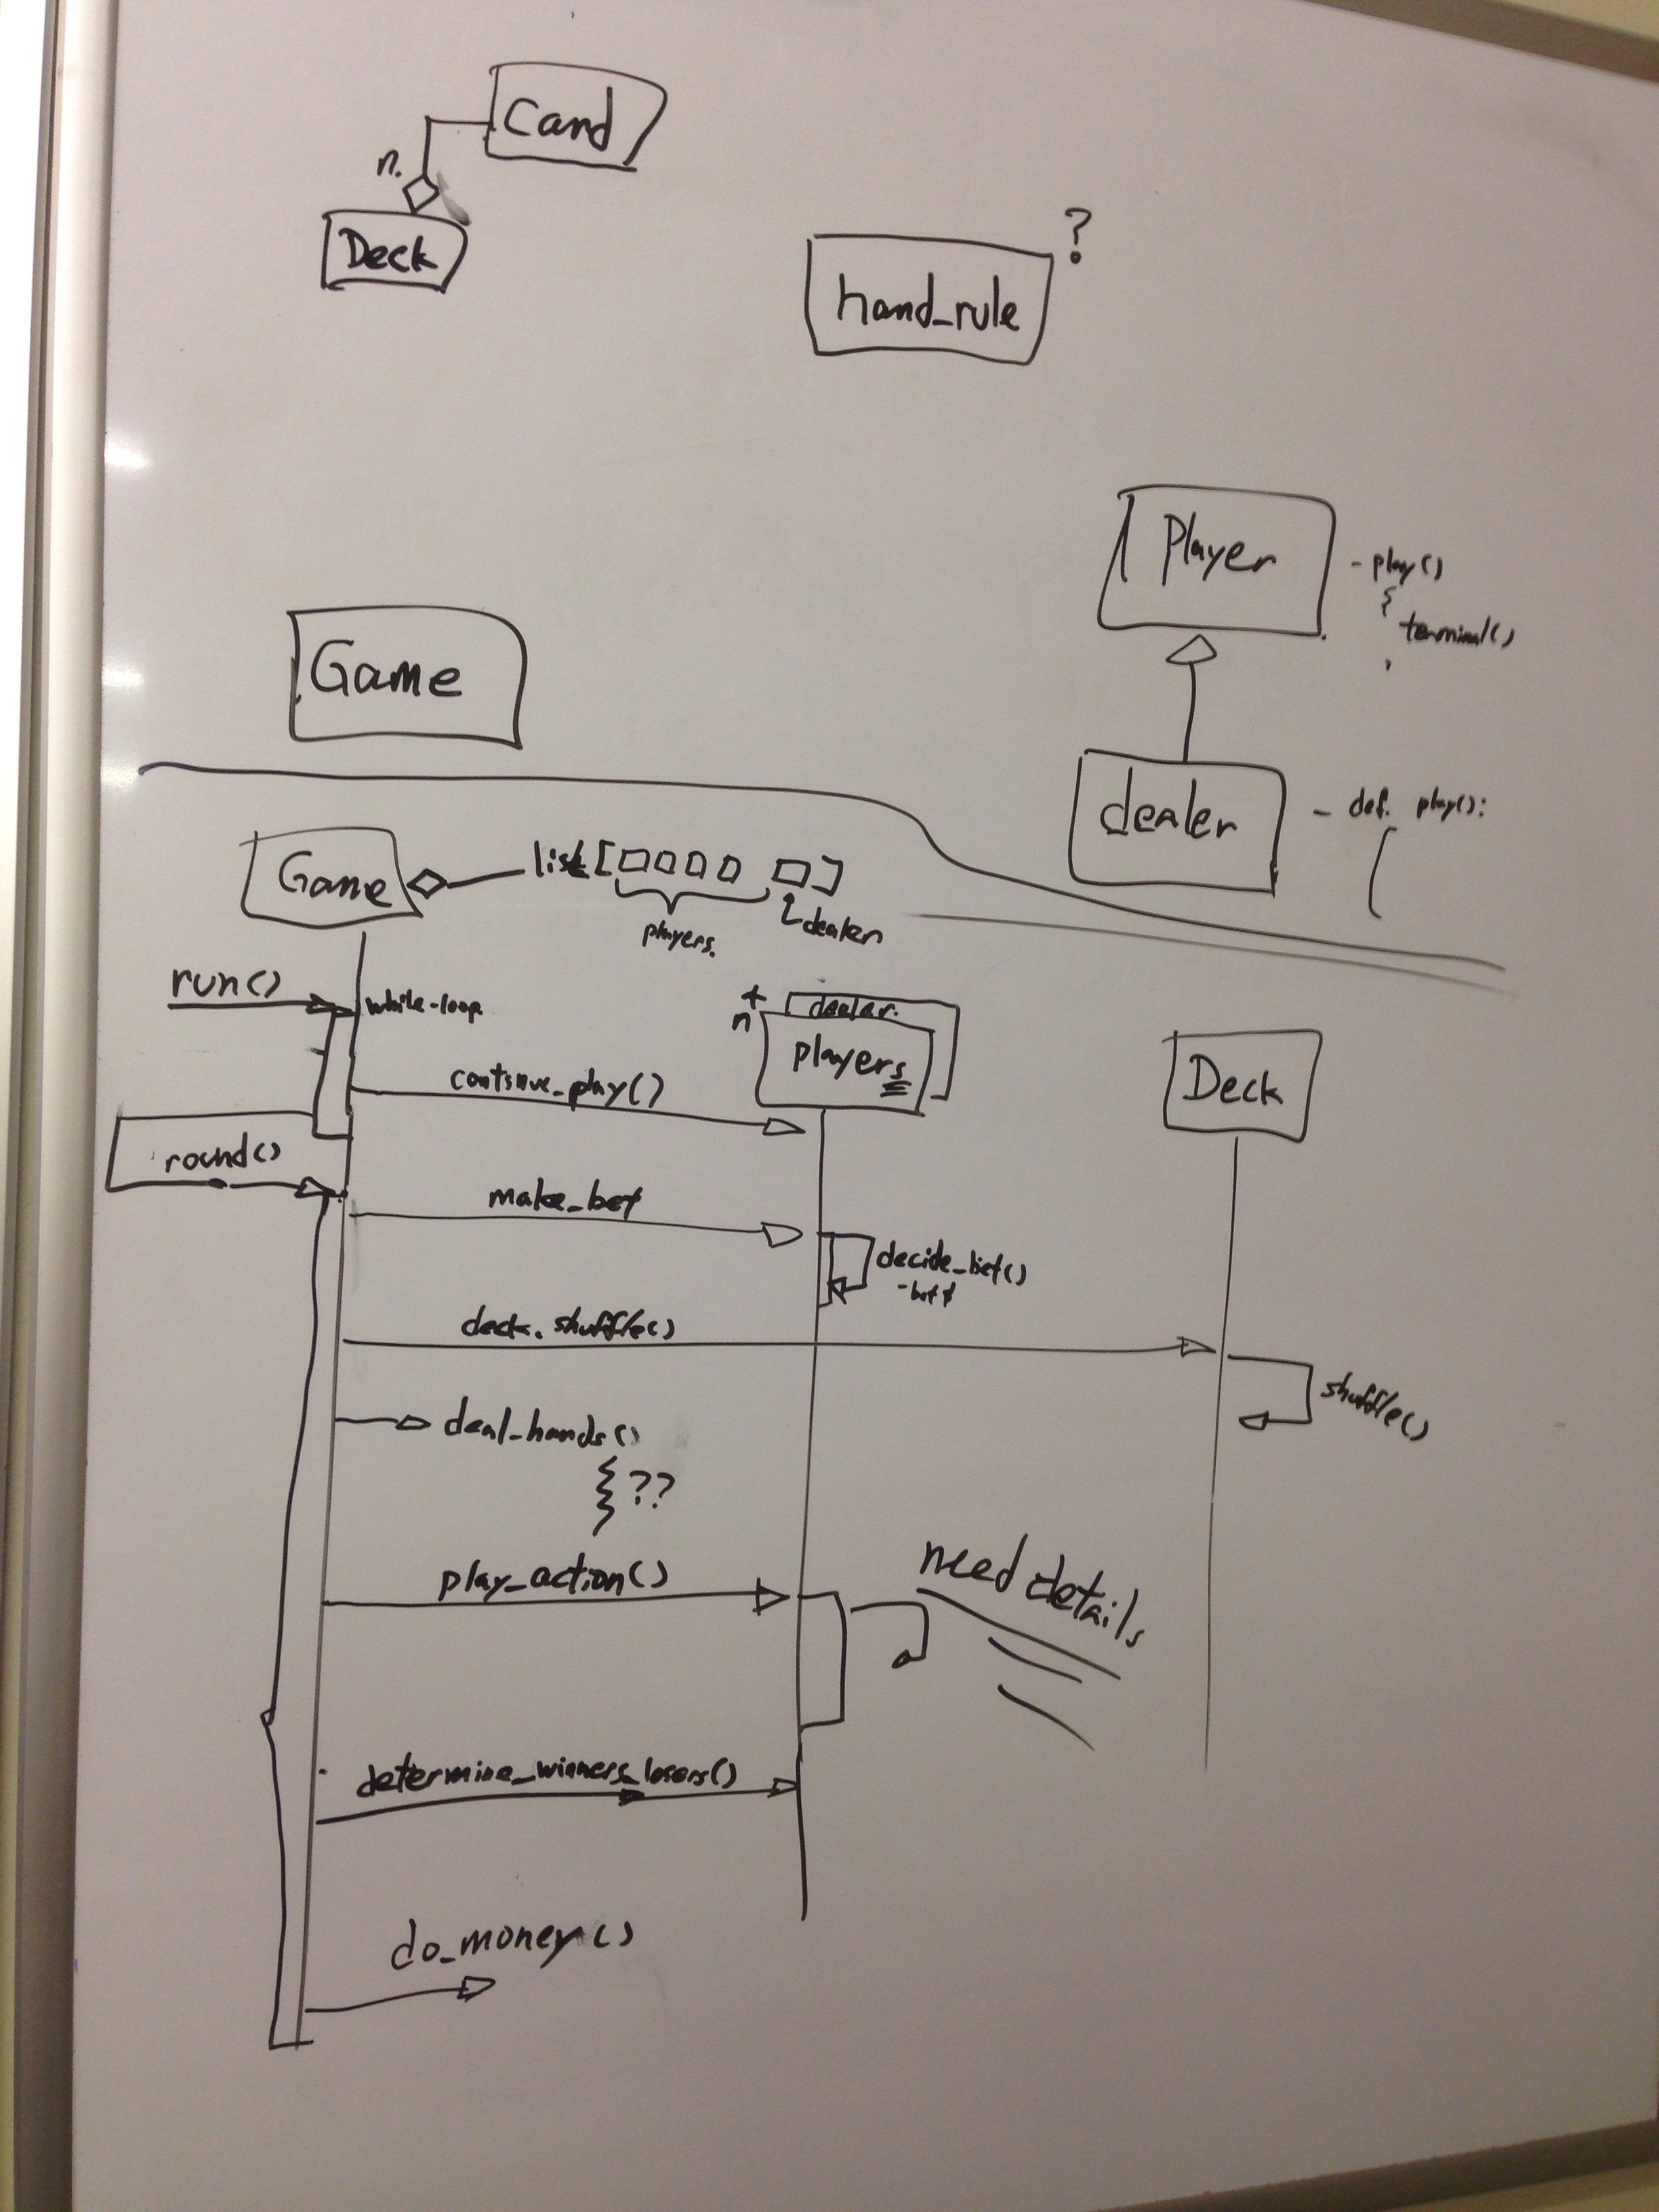 Card
n.
Deck
?
hand_rule
Player
- play()
{
terminal()
Game
dealer
- def. play():
Game
list [ ]
players.
dealer
run()
while-loop
+
n
dealer.
players
Deck
continue_play()
round()
make_bet
decide_bet()
deck.shuffle()
shuffle()
deal_hands()
??
play_action()
need details
determine_winners_losers()
do_money()